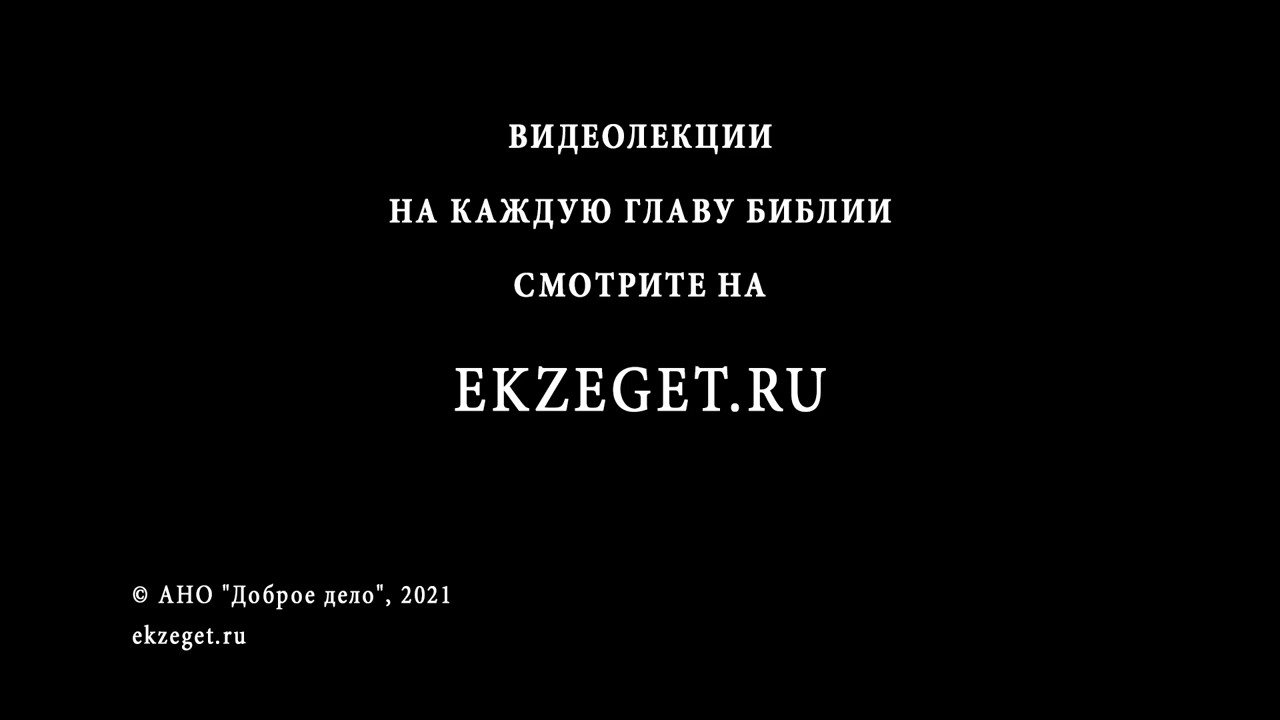 ВИДЕОЛЕКЦИИ
НА КАЖДУЮ ГЛАВУ БИБЛИИ
СМОТРИТЕ НА
EKZEGET.RU
© АНО "Доброе дело", 2021
ekzeget.ru